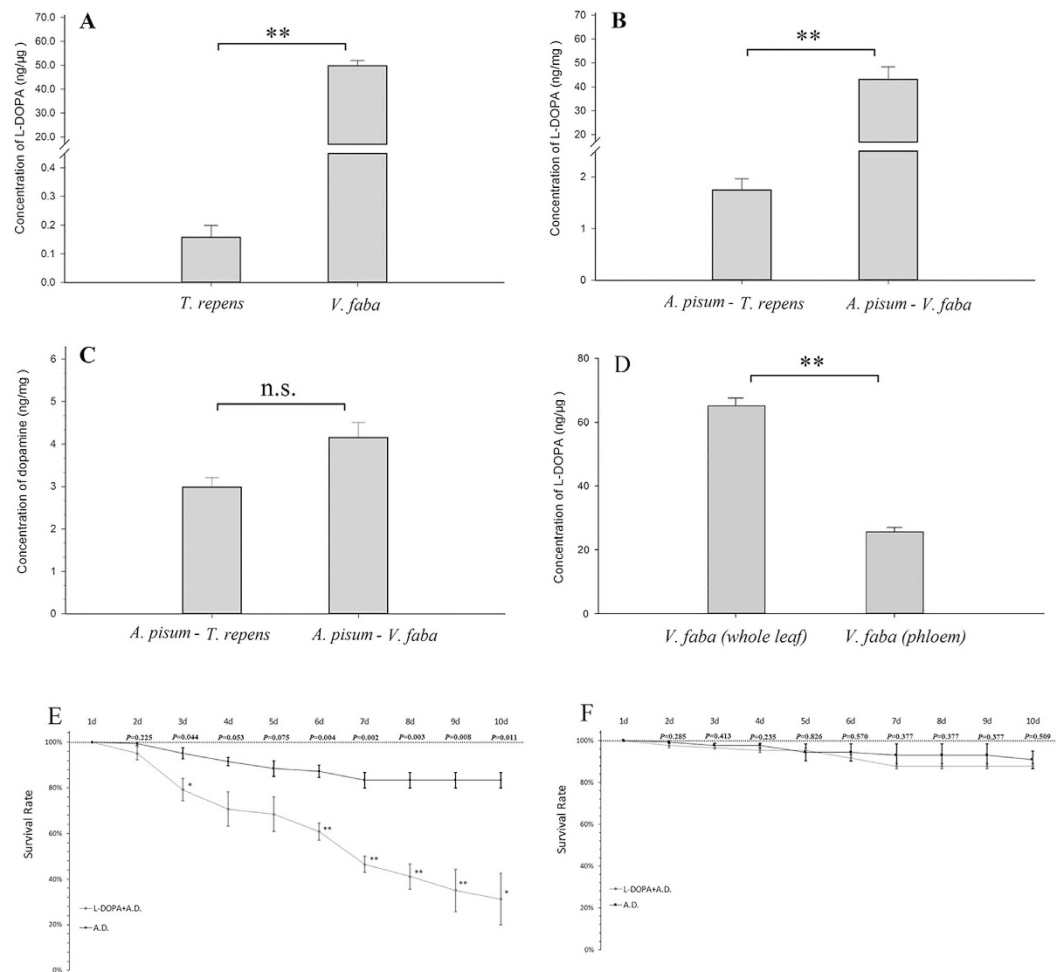 A
Concentration of L-DOPA (ng/µg)
70.0
60.0
50.0
40.0
30.0
20.0
0.4
0.3
0.2
0.1
0.0
**
T. repens
V. faba
B
Concentration of L-DOPA (ng/mg)
70
60
50
40
30
20
2
1
0
**
A. pisum - T. repens
A. pisum - V. faba
C
Concentration of dopamine (ng/mg)
6
5
4
3
2
1
0
n.s.
A. pisum - T. repens
A. pisum - V. faba
D
Concentration of L-DOPA (ng/µg)
80
60
40
20
0
**
V. faba (whole leaf)
V. faba (phloem)
E
1d 2d 3d 4d 5d 6d 7d 8d 9d 10d
P=0.225 P=0.044 P=0.053 P=0.075 P=0.004 P=0.002 P=0.003 P=0.008 P=0.011
Survival Rate
100%
80%
60%
40%
20%
0%
* ** ** ** ** *
L-DOPA+A.D.
A.D.
F
1d 2d 3d 4d 5d 6d 7d 8d 9d 10d
P=0.285 P=0.413 P=0.235 P=0.826 P=0.570 P=0.377 P=0.377 P=0.377 P=0.509
Survival Rate
100%
80%
60%
40%
20%
0%
L-DOPA+A.D.
A.D.